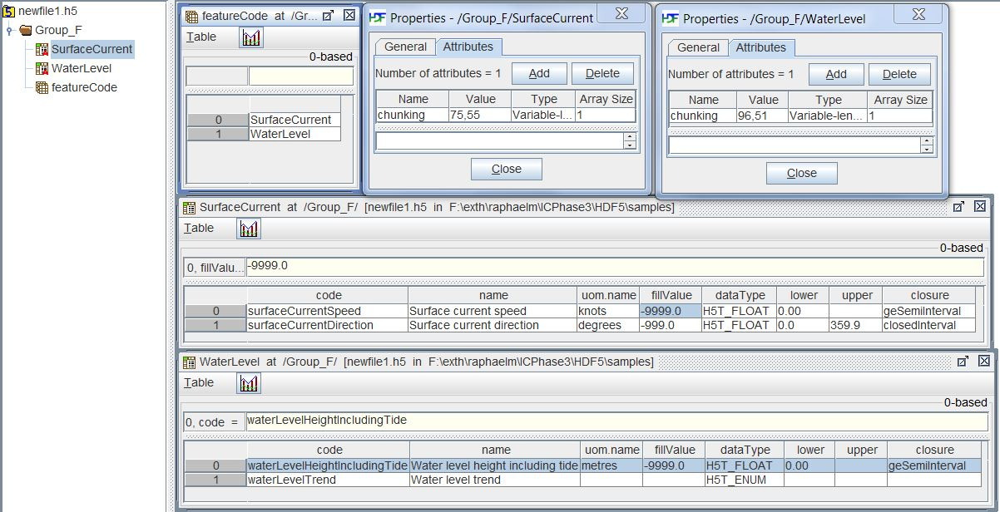 newfile1.h5
Group_F
SurfaceCurrent
WaterLevel
featureCode
featureCode at /Gr...
Table
0-based
0 SurfaceCurrent
1 WaterLevel
HDF Properties - /Group_F/SurfaceCurrent
General Attributes
Number of attributes = 1 Add Delete
Name Value Type Array Size
chunking 75,55 Variable-l... 1
Close
HDF Properties - /Group_F/WaterLevel
General Attributes
Number of attributes = 1 Add Delete
Name Value Type Array Size
chunking 96,51 Variable-len... 1
Close
SurfaceCurrent at /Group_F/ [newfile1.h5 in F:\exth\raphaelm\ICPhase3\HDF5\samples]
Table
0-based
0, fillValu... -9999.0
code name uom.name fillValue dataType lower upper closure
0 surfaceCurrentSpeed Surface current speed knots -9999.0 H5T_FLOAT 0.00 geSemiInterval
1 surfaceCurrentDirection Surface current direction degrees -999.0 H5T_FLOAT 0.0 359.9 closedInterval
WaterLevel at /Group_F/ [newfile1.h5 in F:\exth\raphaelm\ICPhase3\HDF5\samples]
Table
0-based
0, code = waterLevelHeightIncludingTide
code name uom.name fillValue dataType lower upper closure
0 waterLevelHeightIncludingTide Water level height including tide metres -9999.0 H5T_FLOAT 0.00 geSemiInterval
1 waterLevelTrend Water level trend H5T_ENUM